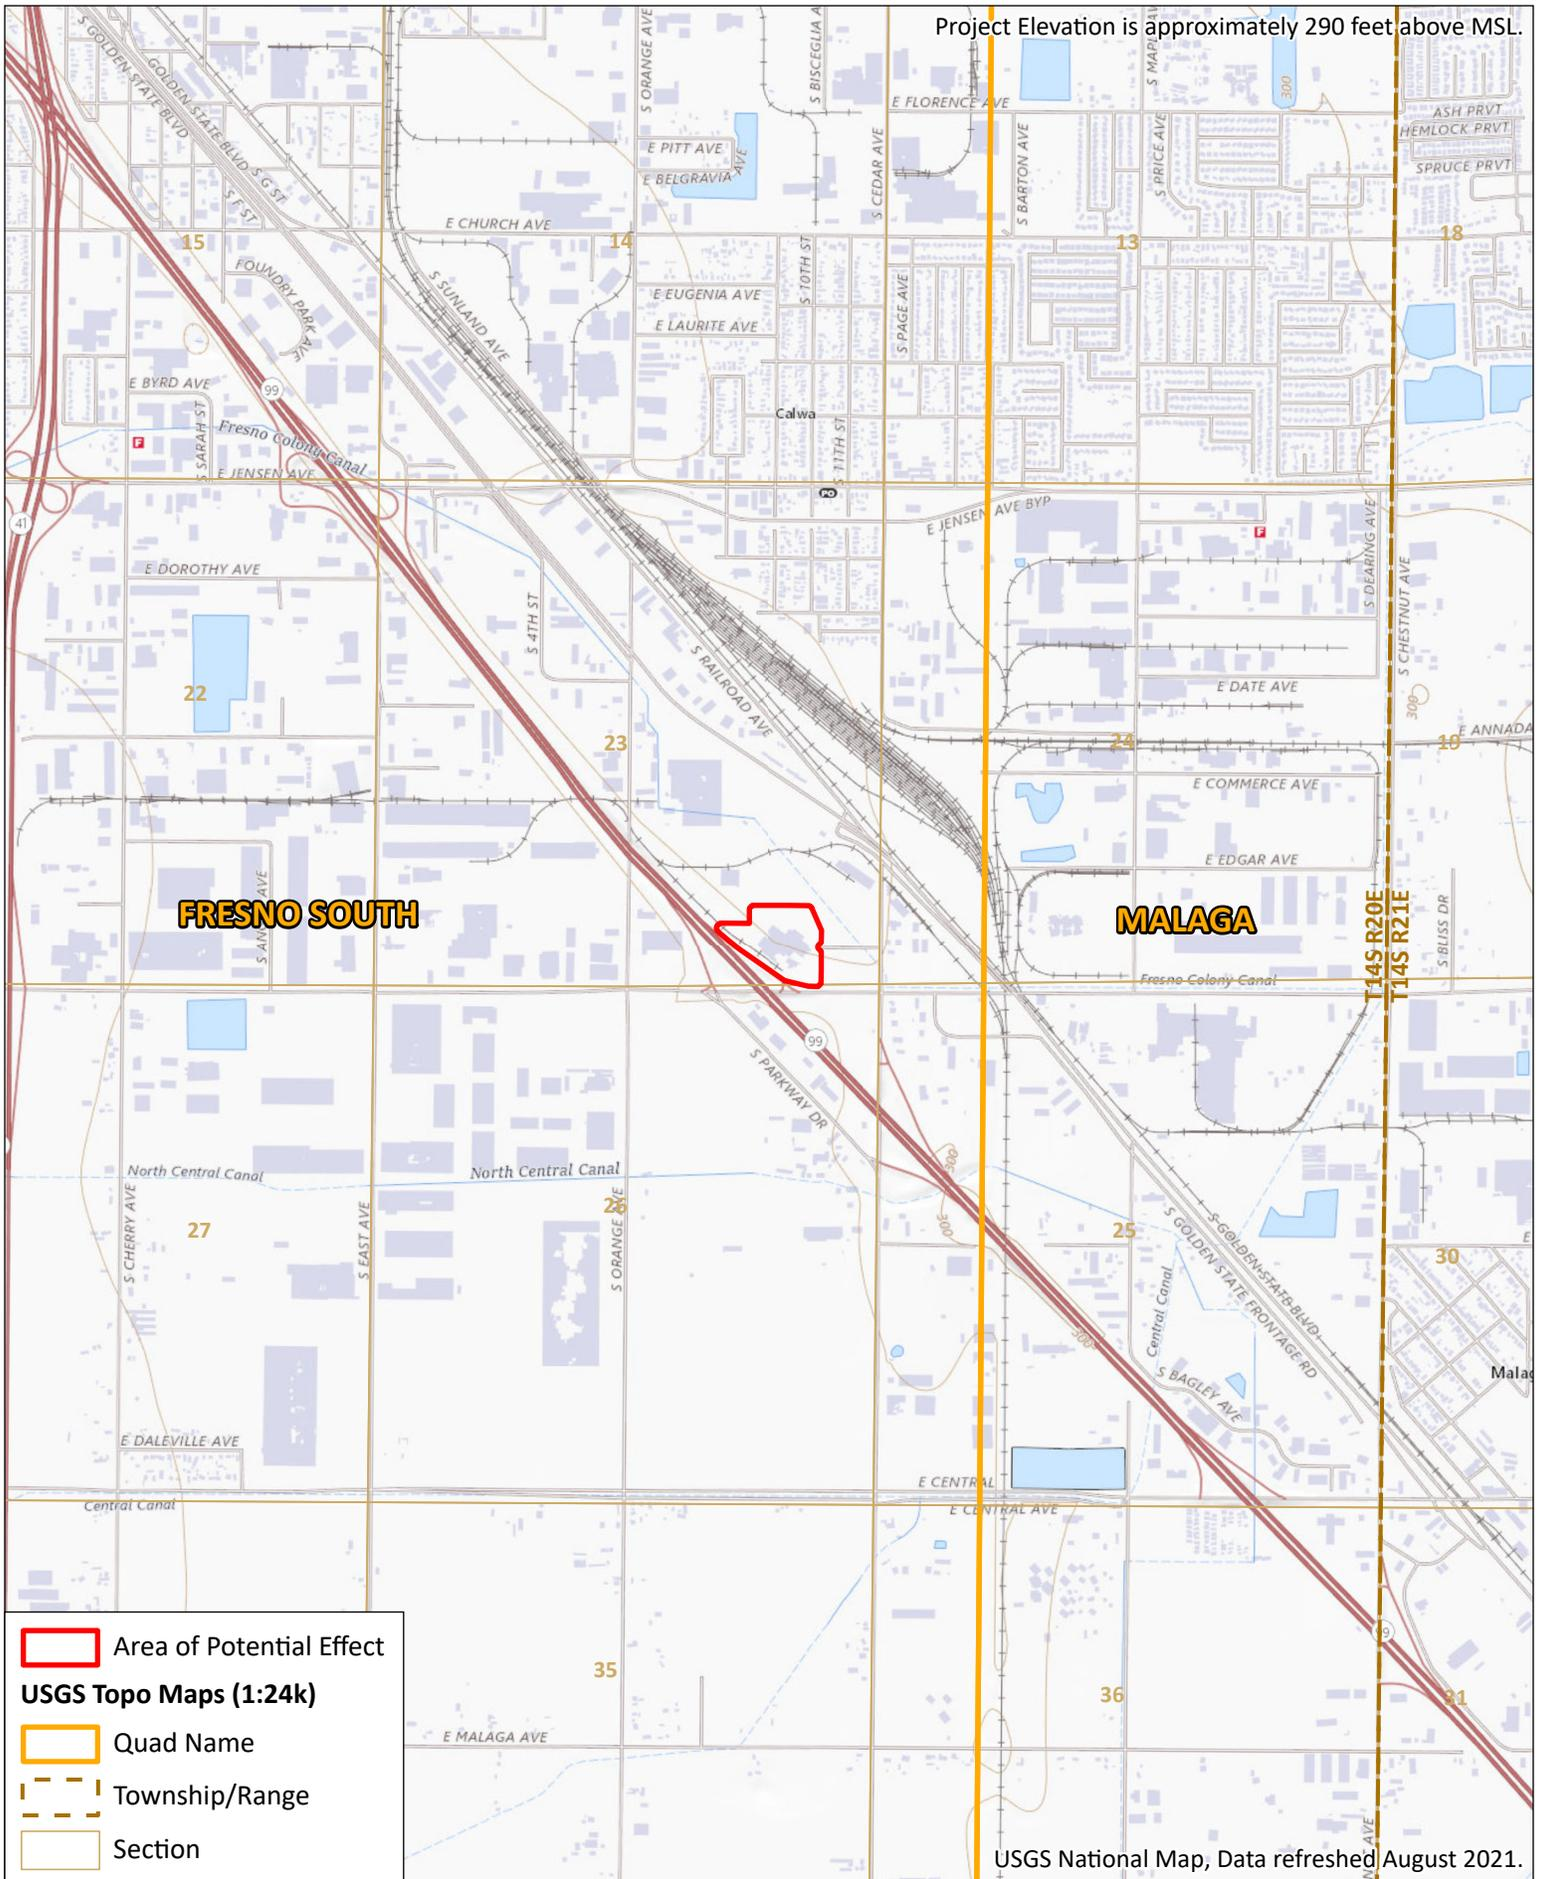 Project Elevation is approximately 290 feet above MSL.
S GOLDEN STATE BLVD
GOLDEN STATE BLVD
S G ST
S F ST
S ORANGE AVE
S BISCEGLIA A
S MAPLE AV
300
E FLORENCE AVE
ASH PRVT
HEMLOCK PRVT
SPRUCE PRVT
E PITT AVE
E BELGRAVIA AVE
S CEDAR AVE
S BARTON AVE
S PRICE AVE
E CHURCH AVE
15
14
13
18
FOUNDRY PARK AVE
S SUNLAND AVE
S 10TH ST
E EUGENIA AVE
E LAURITE AVE
S PAGE AVE
E BYRD AVE
99
S SARAH ST
F
Fresno Colony Canal
E JENSEN AVE
Calwa
S 11TH ST
PO
41
E JENSEN AVE BYP
F
S DEARING AVE
S CHESTNUT AVE
E DOROTHY AVE
S 4TH ST
S RAILROAD AVE
E DATE AVE
22
23
24
19
300
E ANNADA
E COMMERCE AVE
E EDGAR AVE
FRESNO SOUTH
MALAGA
T14S R20E
T14S R21E
S BLISS DR
Fresno Colony Canal
99
S PARKWAY DR
North Central Canal
North Central Canal
300
300
S CHERRY AVE
S EAST AVE
S ORANGE AVE
27
26
25
30
E
S GOLDEN STATE BLVD
S GOLDEN STATE FRONTAGE RD
Central Canal
300
S BAGLEY AVE
Malag
E DALEVILLE AVE
E CENTRAL
Central Canal
E CENTRAL AVE
99
35
36
31
E MALAGA AVE
Area of Potential Effect
USGS Topo Maps (1:24k)
Quad Name
Township/Range
Section
USGS National Map, Data refreshed August 2021.